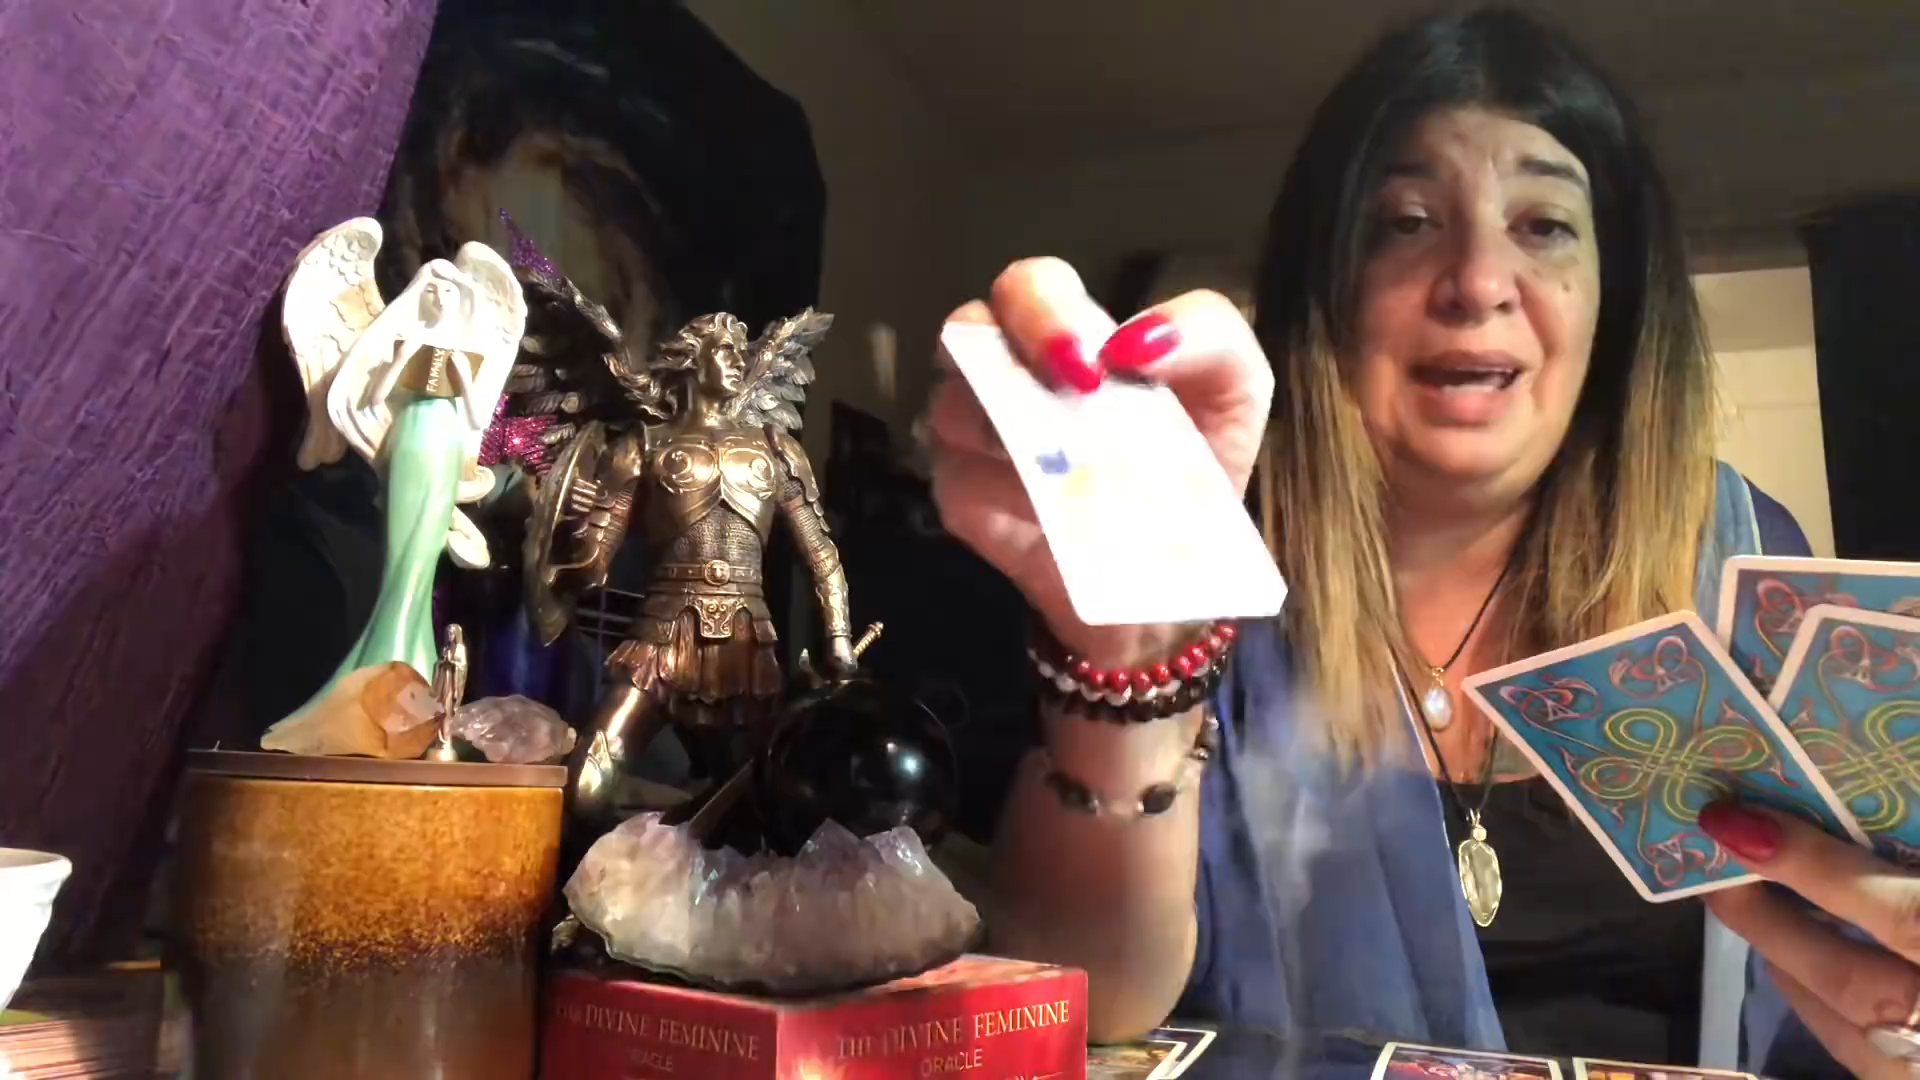 FAMILY
THE DIVINE FEMININE
ORACLE
THE DIVINE FEMININE
ORACLE